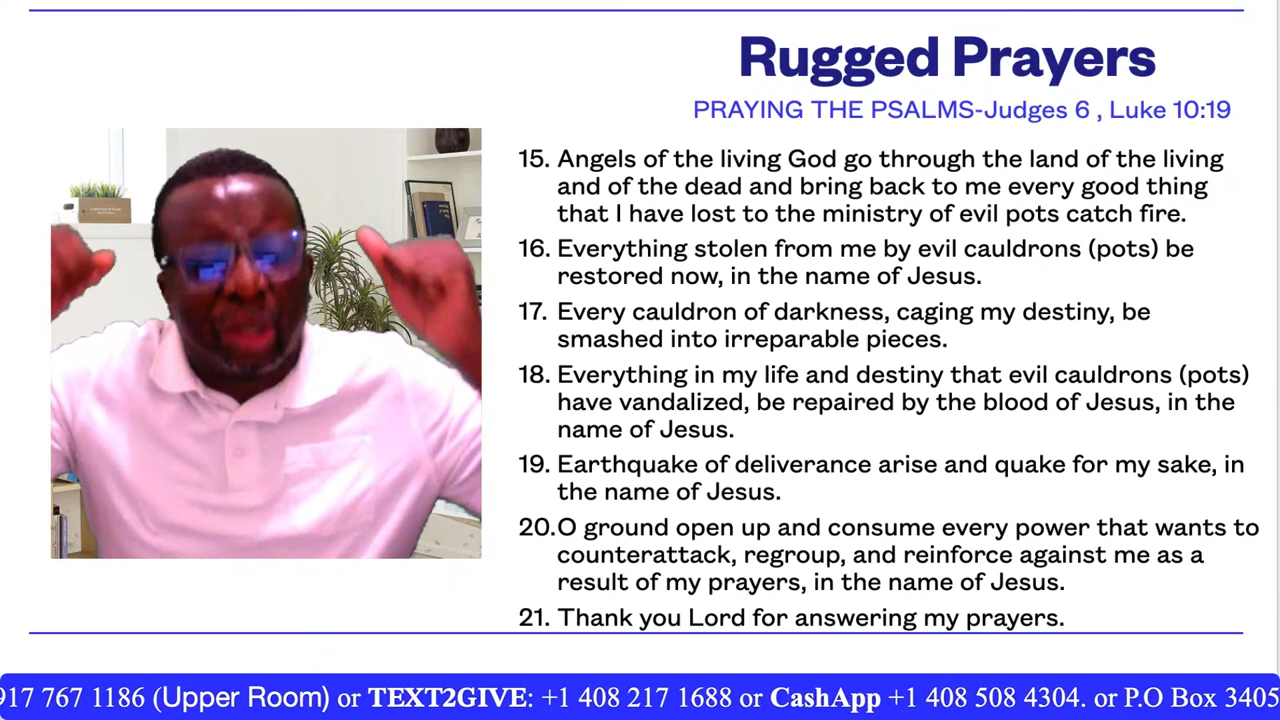 Rugged Prayers
PRAYING THE PSALMS-Judges 6 , Luke 10:19
15. Angels of the living God go through the land of the living
and of the dead and bring back to me every good thing
that I have lost to the ministry of evil pots catch fire.
16. Everything stolen from me by evil cauldrons (pots) be
restored now, in the name of Jesus.
17. Every cauldron of darkness, caging my destiny, be
smashed into irreparable pieces.
18. Everything in my life and destiny that evil cauldrons (pots)
have vandalized, be repaired by the blood of Jesus, in the
name of Jesus.
19. Earthquake of deliverance arise and quake for my sake, in
the name of Jesus.
20.O ground open up and consume every power that wants to
counterattack, regroup, and reinforce against me as a
result of my prayers, in the name of Jesus.
21. Thank you Lord for answering my prayers.
917 767 1186 (Upper Room) or TEXT2GIVE: +1 408 217 1688 or CashApp +1 408 508 4304. or P.O Box 3405